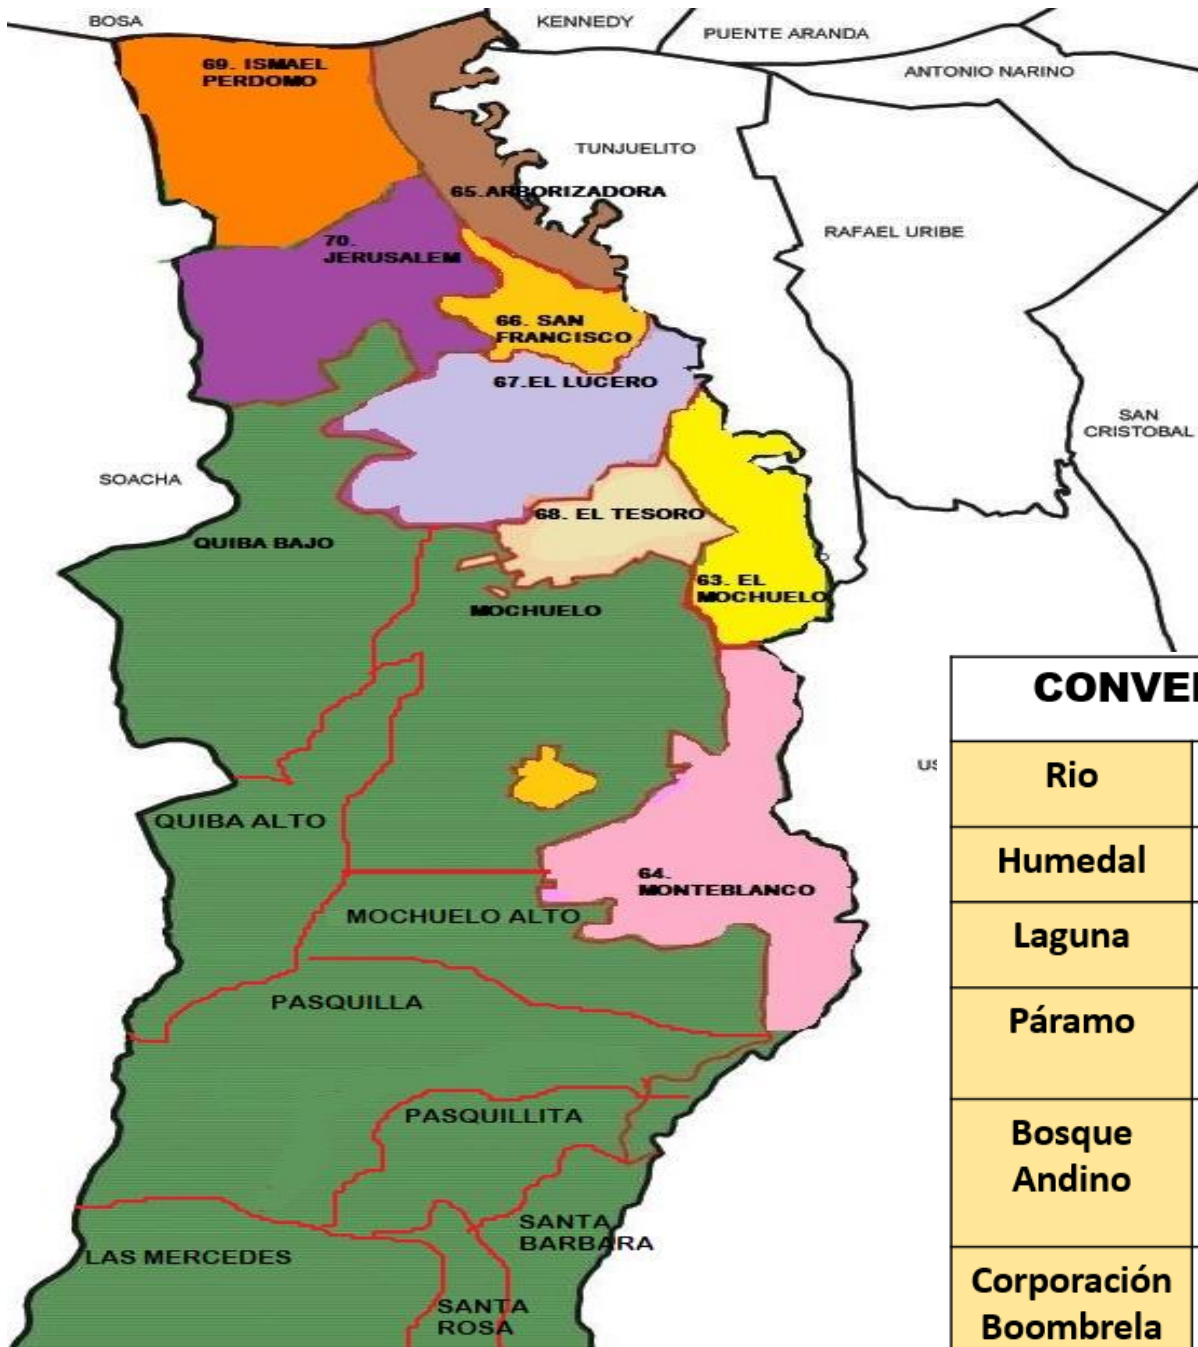 BOSA
KENNEDY
PUENTE ARANDA
ANTONIO NARINO
69. ISMAEL
PERDOMO
TUNJUELITO
65.ARBORIZADORA
RAFAEL URIBE
70.
JERUSALEM
66. SAN
FRANCISCO
67.EL LUCERO
SAN
CRISTOBAL
SOACHA
68. EL TESORO
QUIBA BAJO
63. EL
MOCHUELO
MOCHUELO
US
QUIBA ALTO
64.
MONTEBLANCO
MOCHUELO ALTO
PASQUILLA
PASQUILLITA
SANTA
BARBARA
LAS MERCEDES
SANTA
ROSA
CONVE
Rio
Humedal
Laguna
Páramo
Bosque
Andino
Corporación
Boombrela